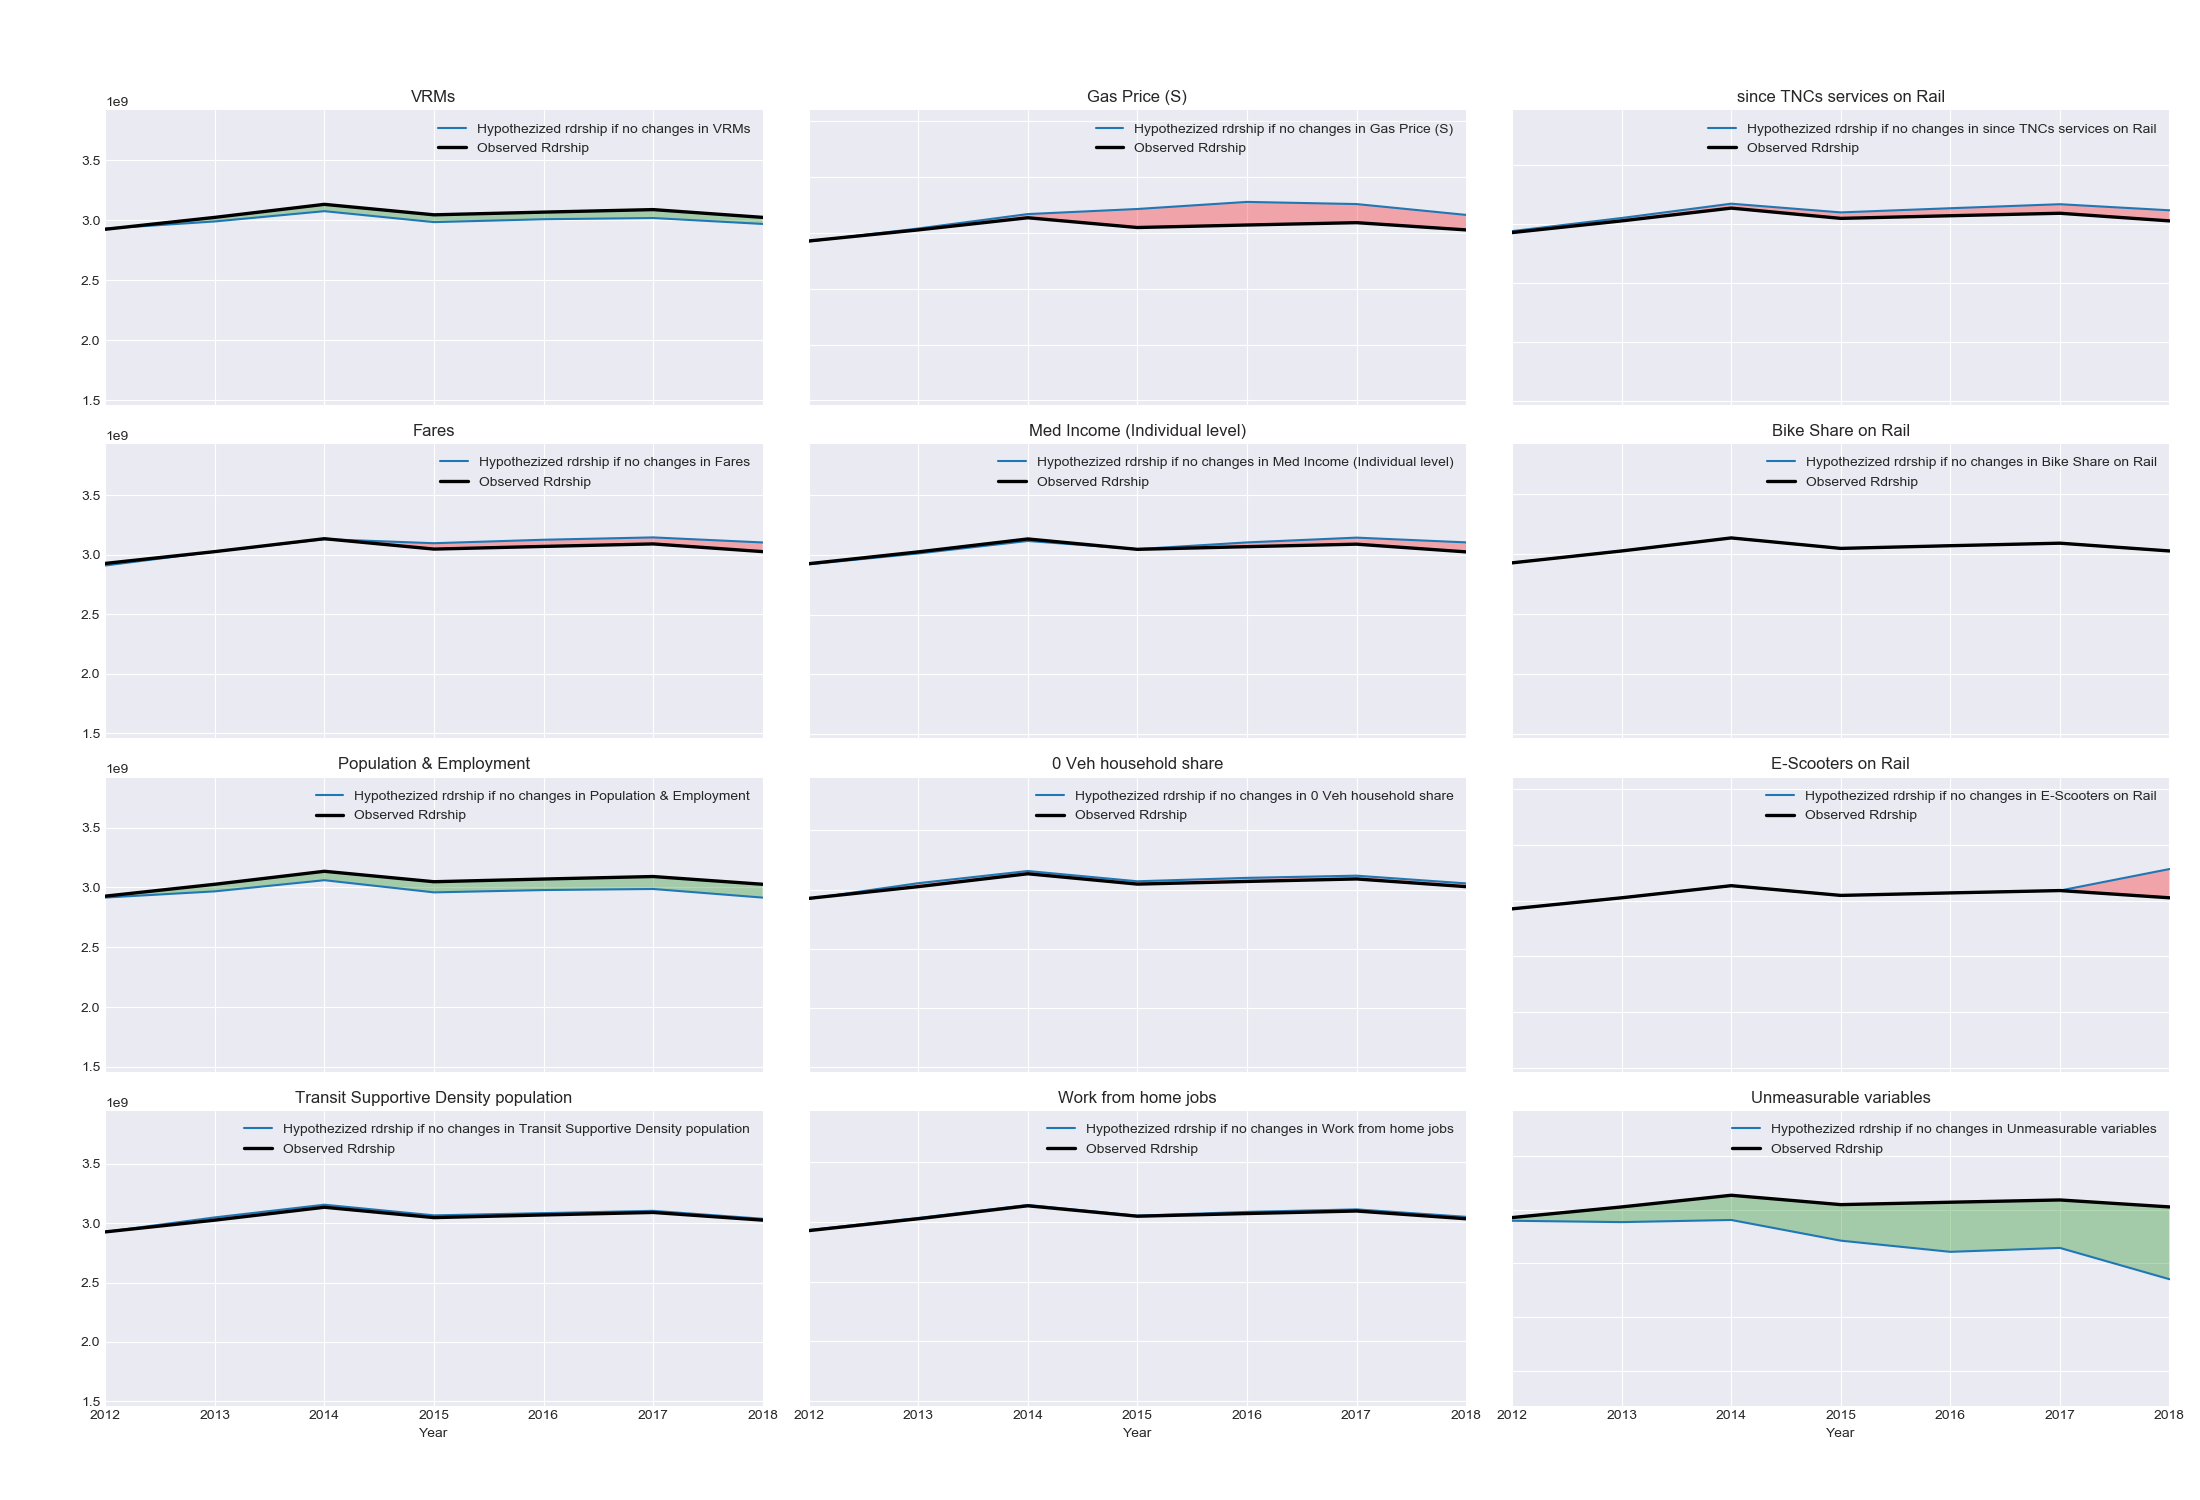 VRMs
1e9
Hypothezized rdrship if no changes in VRMs
Observed Rdrship
3.5
3.0
2.5
2.0
1.5
Gas Price (S)
Hypothezized rdrship if no changes in Gas Price (S)
Observed Rdrship
since TNCs services on Rail
Hypothezized rdrship if no changes in since TNCs services on Rail
Observed Rdrship
Fares
1e9
Hypothezized rdrship if no changes in Fares
Observed Rdrship
3.5
3.0
2.5
2.0
1.5
Med Income (Individual level)
Hypothezized rdrship if no changes in Med Income (Individual level)
Observed Rdrship
Bike Share on Rail
Hypothezized rdrship if no changes in Bike Share on Rail
Observed Rdrship
Population & Employment
1e9
Hypothezized rdrship if no changes in Population & Employment
Observed Rdrship
3.5
3.0
2.5
2.0
1.5
0 Veh household share
Hypothezized rdrship if no changes in 0 Veh household share
Observed Rdrship
E-Scooters on Rail
Hypothezized rdrship if no changes in E-Scooters on Rail
Observed Rdrship
Transit Supportive Density population
1e9
Hypothezized rdrship if no changes in Transit Supportive Density population
Observed Rdrship
3.5
3.0
2.5
2.0
1.5
2012 2013 2014 2015 2016 2017 2018
Year
Work from home jobs
Hypothezized rdrship if no changes in Work from home jobs
Observed Rdrship
2012 2013 2014 2015 2016 2017 2018
Year
Unmeasurable variables
Hypothezized rdrship if no changes in Unmeasurable variables
Observed Rdrship
2012 2013 2014 2015 2016 2017 2018
Year